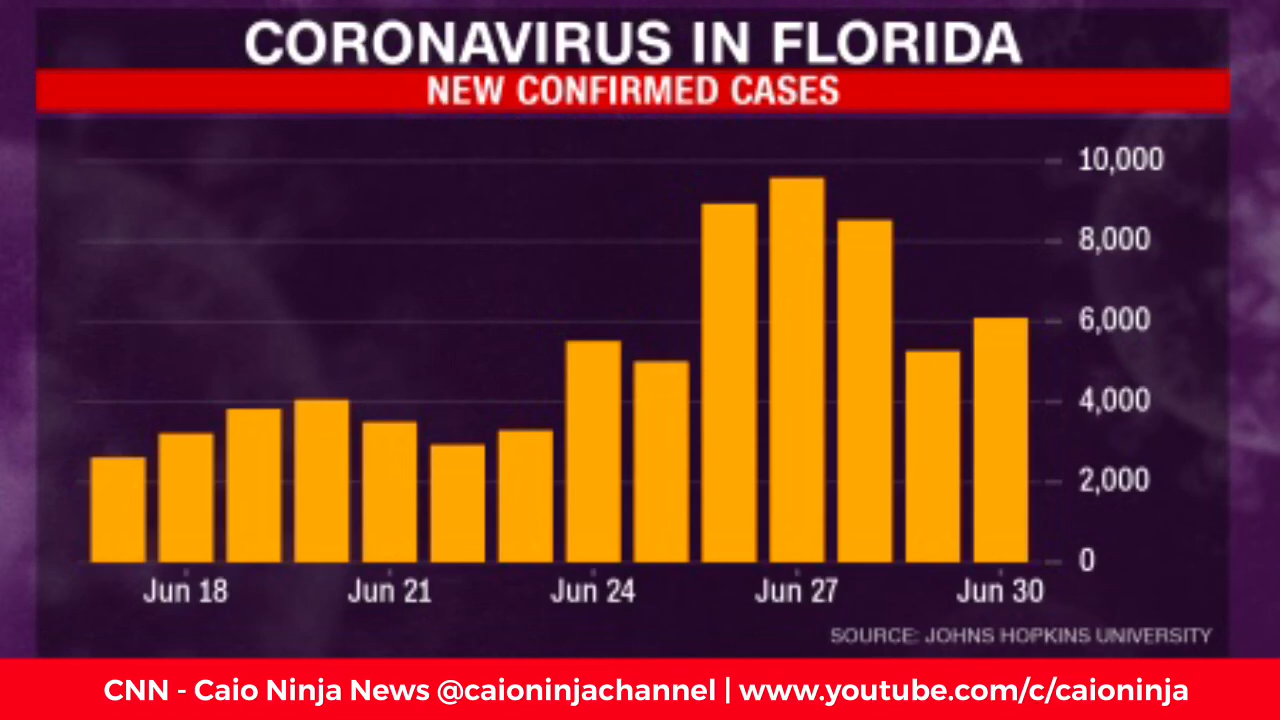 CORONAVIRUS IN FLORIDA
NEW CONFIRMED CASES
10,000
8,000
6,000
4,000
2,000
0
Jun 18 Jun 21 Jun 24 Jun 27 Jun 30
SOURCE: JOHNS HOPKINS UNIVERSITY
CNN - Caio Ninja News @caioninjachannel | www.youtube.com/c/caioninja